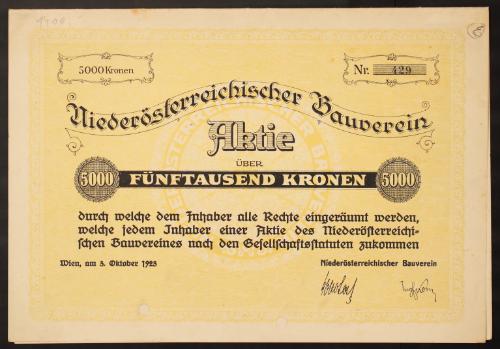 5000 Kronen
Nr. 429
Niederösterreichischer Bauverein
Aktie
ÜBER
5000 FÜNFTAUSEND KRONEN 5000
durch welche dem Inhaber alle Rechte eingeräumt werden,
welche jedem Inhaber einer Aktie des Niederösterreichi-
schen Bauvereines nach den Gesellschaftsstatuten zukommen
Wien, am 3. Oktober 1923
Niederösterreichischer Bauverein